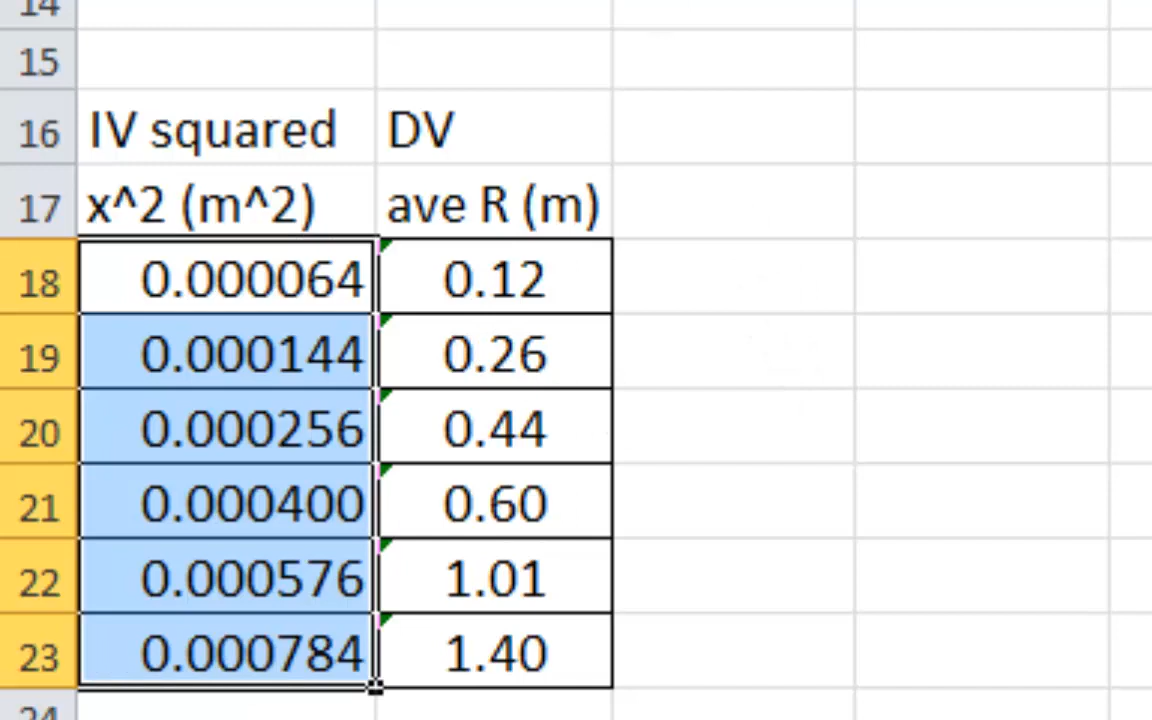 14
15
16 IV squared DV
17 x^2 (m^2) ave R (m)
18 0.000064 0.12
19 0.000144 0.26
20 0.000256 0.44
21 0.000400 0.60
22 0.000576 1.01
23 0.000784 1.40
24